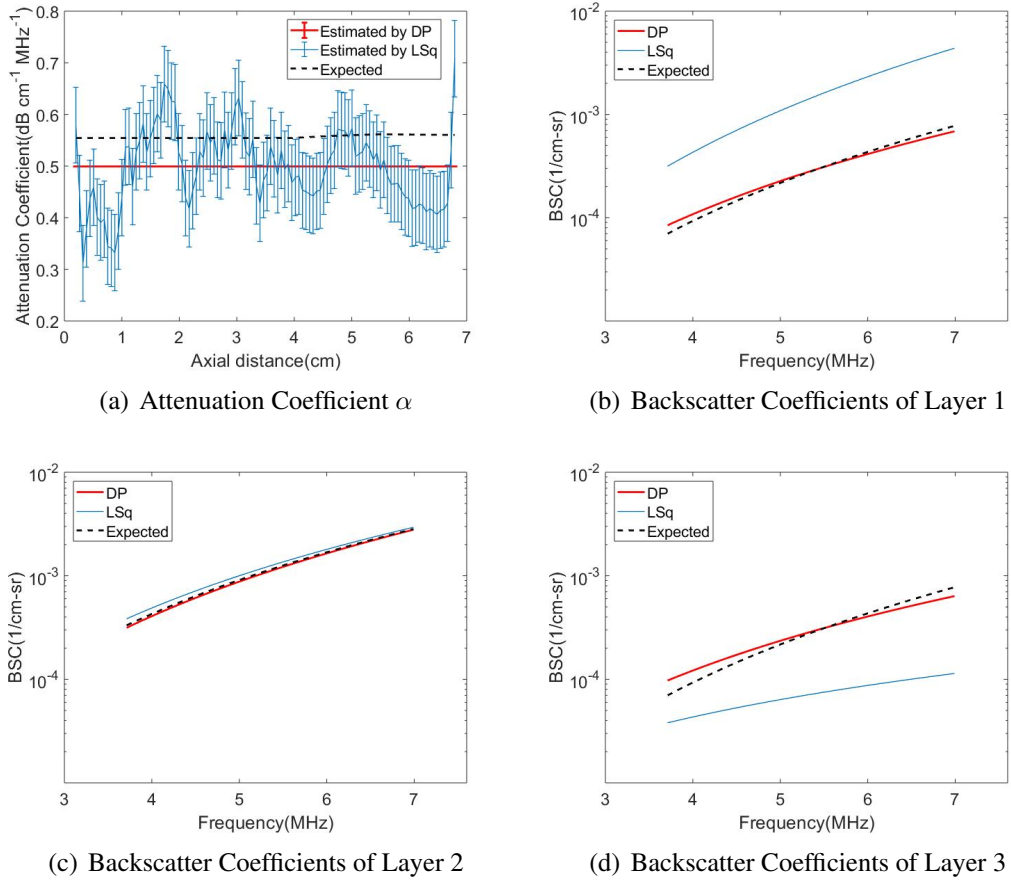 0.8
0.7
0.6
0.5
0.4
0.3
0.2
Attenuation Coefficient(dB cm⁻¹ MHz⁻¹)
Estimated by DP
Estimated by LSq
Expected
0 1 2 3 4 5 6 7
Axial distance(cm)
(a) Attenuation Coefficient α
10⁻²
10⁻³
10⁻⁴
BSC(1/cm-sr)
DP
LSq
Expected
3 4 5 6 7
Frequency(MHz)
(b) Backscatter Coefficients of Layer 1
10⁻²
10⁻³
10⁻⁴
BSC(1/cm-sr)
DP
LSq
Expected
3 4 5 6 7
Frequency(MHz)
(c) Backscatter Coefficients of Layer 2
10⁻²
10⁻³
10⁻⁴
BSC(1/cm-sr)
DP
LSq
Expected
3 4 5 6 7
Frequency(MHz)
(d) Backscatter Coefficients of Layer 3